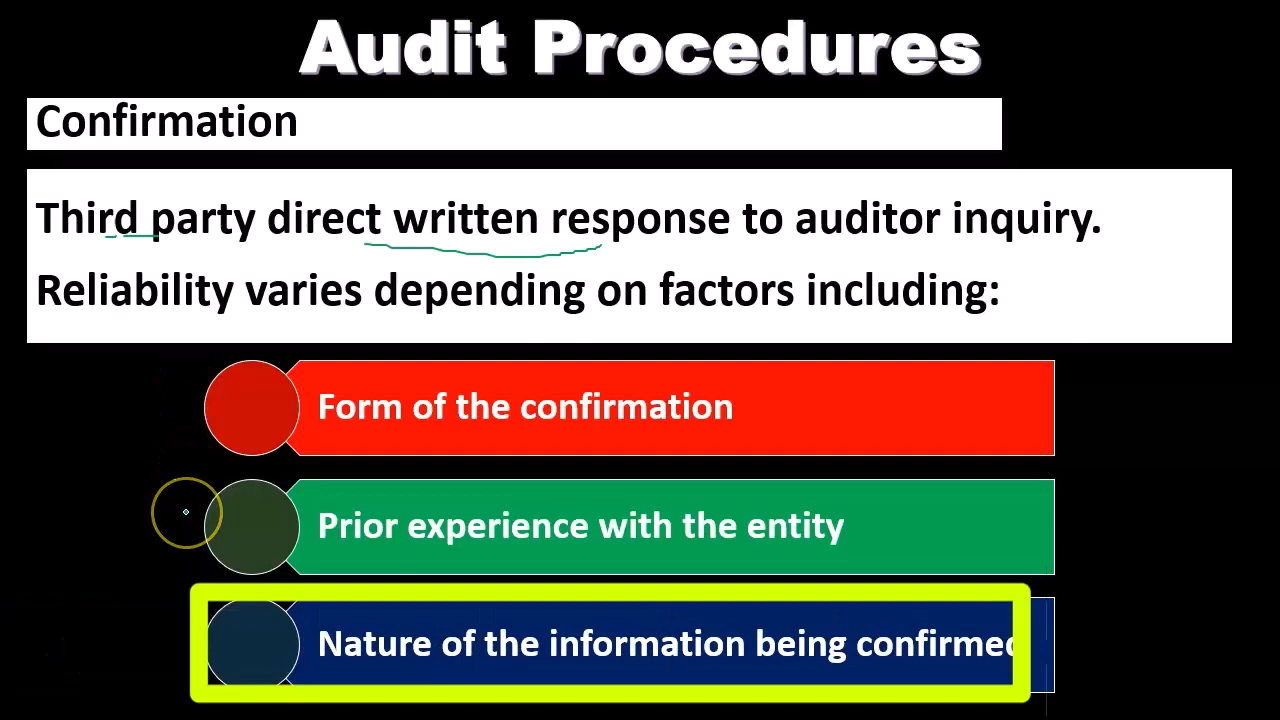 Audit Procedures
Confirmation
Third party direct written response to auditor inquiry.
Reliability varies depending on factors including:
Form of the confirmation
Prior experience with the entity
Nature of the information being confirmed